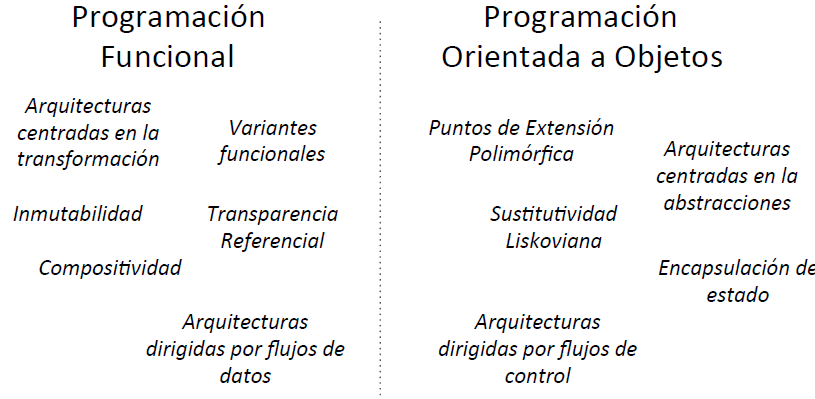 Programación
Funcional
Arquitecturas
centradas en la
transformación
Variantes
funcionales
Inmutabilidad
Transparencia
Referencial
Compositividad
Arquitecturas
dirigidas por flujos de
datos
Programación
Orientada a Objetos
Puntos de Extensión
Polimórfica
Arquitecturas
centradas en la
abstracciones
Sustitutividad
Liskoviana
Encapsulación de
estado
Arquitecturas
dirigidas por flujos de
control